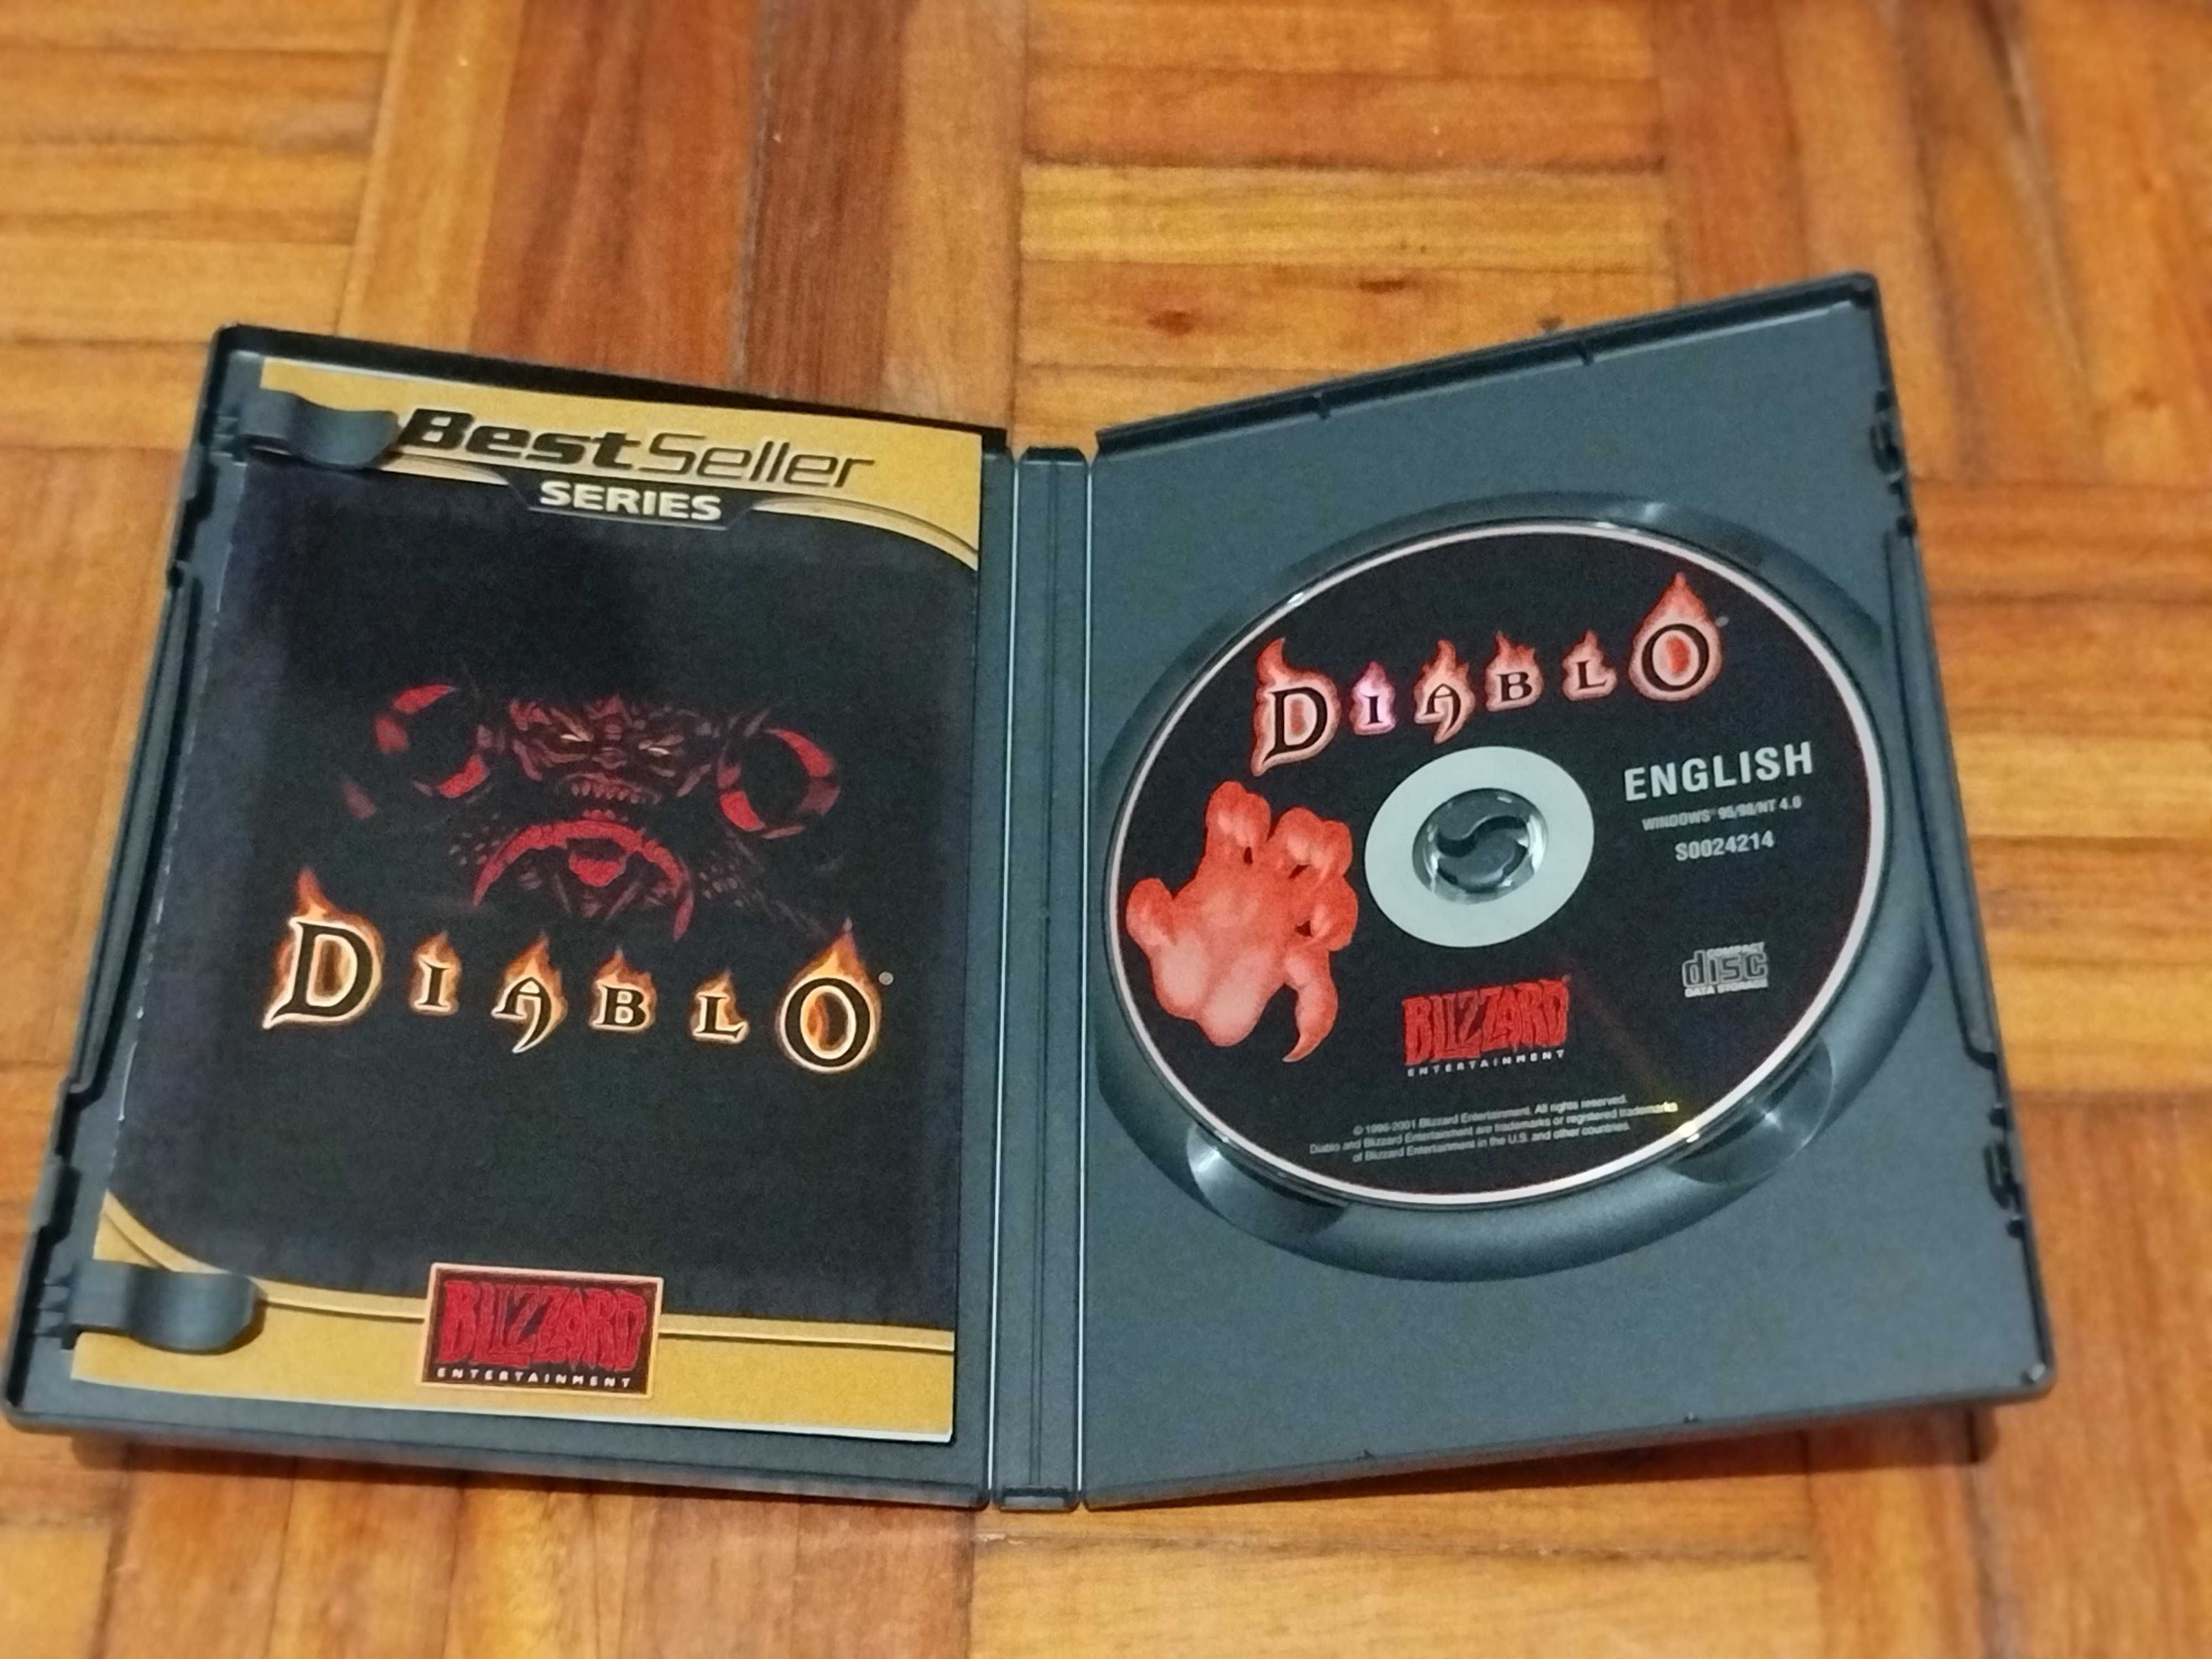 BestSeller
SERIES
DIABLO®
BLIZZARD
ENTERTAINMENT
DIABLO
ENGLISH
WINDOWS® 95/98/NT 4.0
S0024214
COMPACT
disc
DATA STORAGE
BLIZZARD
ENTERTAINMENT
© 1996-2001 Blizzard Entertainment. All rights reserved.
Diablo and Blizzard Entertainment are trademarks or registered trademarks
of Blizzard Entertainment in the U.S. and other countries.